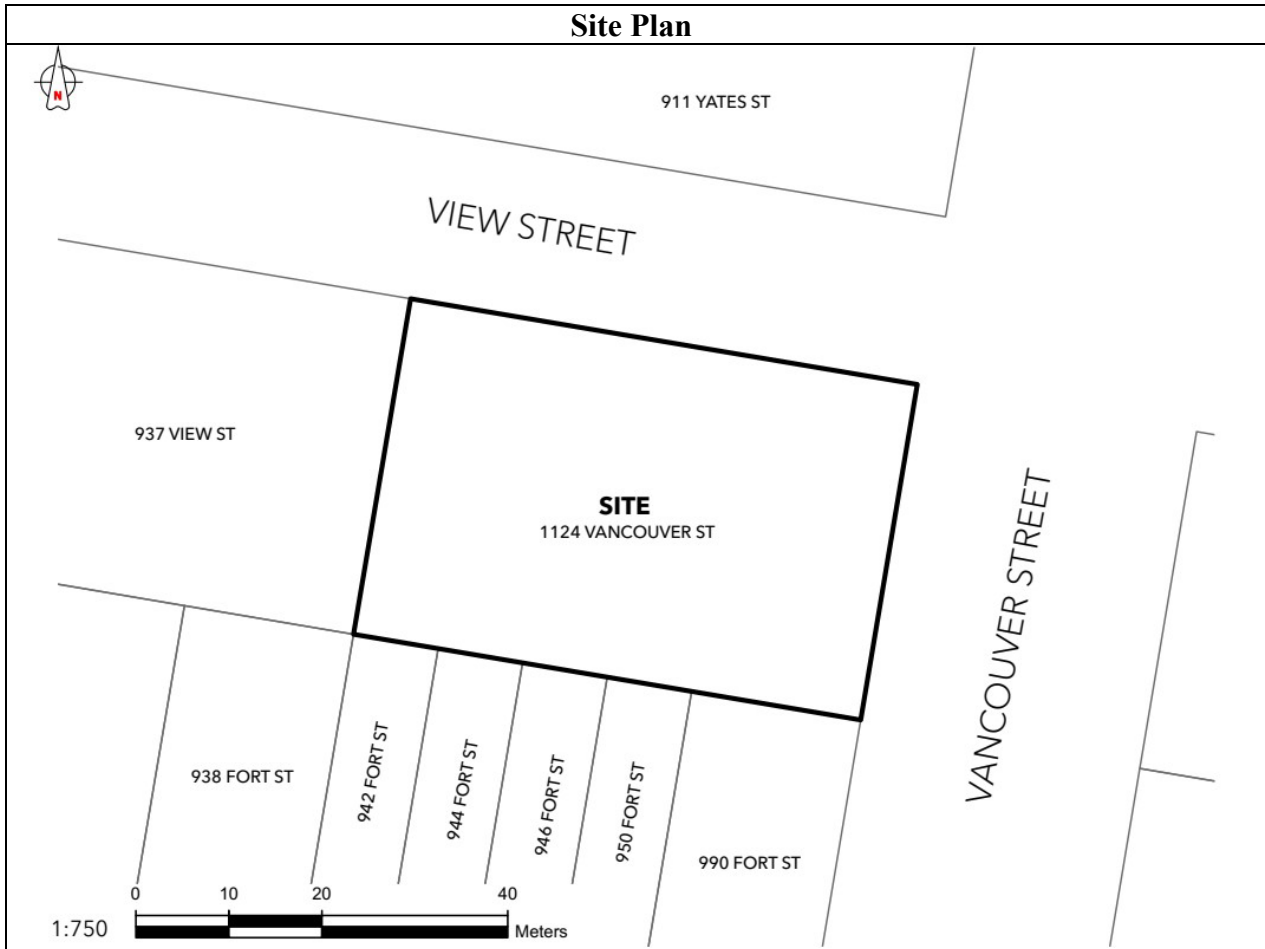 Site Plan
N
911 YATES ST
VIEW STREET
937 VIEW ST
SITE
1124 VANCOUVER ST
VANCOUVER STREET
938 FORT ST
942 FORT ST
944 FORT ST
946 FORT ST
950 FORT ST
990 FORT ST
0 10 20 40
1:750 Meters